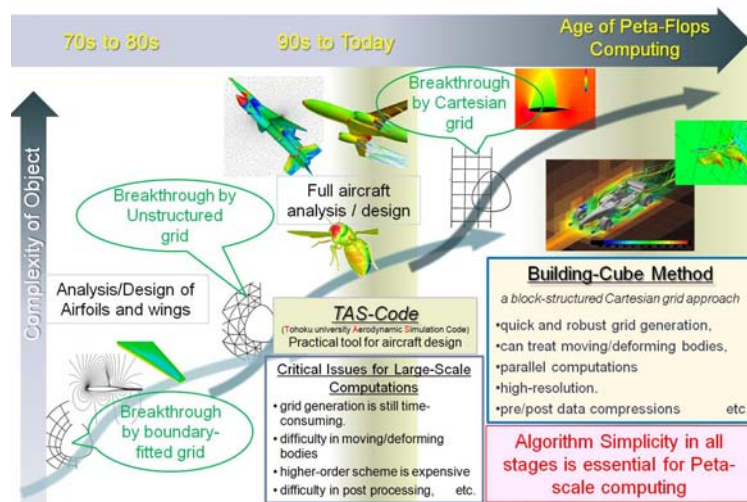 70s to 80s
90s to Today
Age of Peta-Flops
Computing
Complexity of Object
Breakthrough
by Cartesian
grid
Breakthrough by
Unstructured
grid
Full aircraft
analysis / design
Analysis/Design of
Airfoils and wings
Breakthrough
by boundary-
fitted grid
TAS-Code
(Tohoku university Aerodynamic Simulation Code)
Practical tool for aircraft design
Critical Issues for Large-Scale
Computations
• grid generation is still time-
consuming.
• difficulty in moving/deforming
bodies
• higher-order scheme is expensive
• difficulty in post processing, etc.
Building-Cube Method
a block-structured Cartesian grid approach
•quick and robust grid generation,
•can treat moving/deforming bodies,
•parallel computations
•high-resolution.
•pre/post data compressions etc.
Algorithm Simplicity in all
stages is essential for Peta-
scale computing